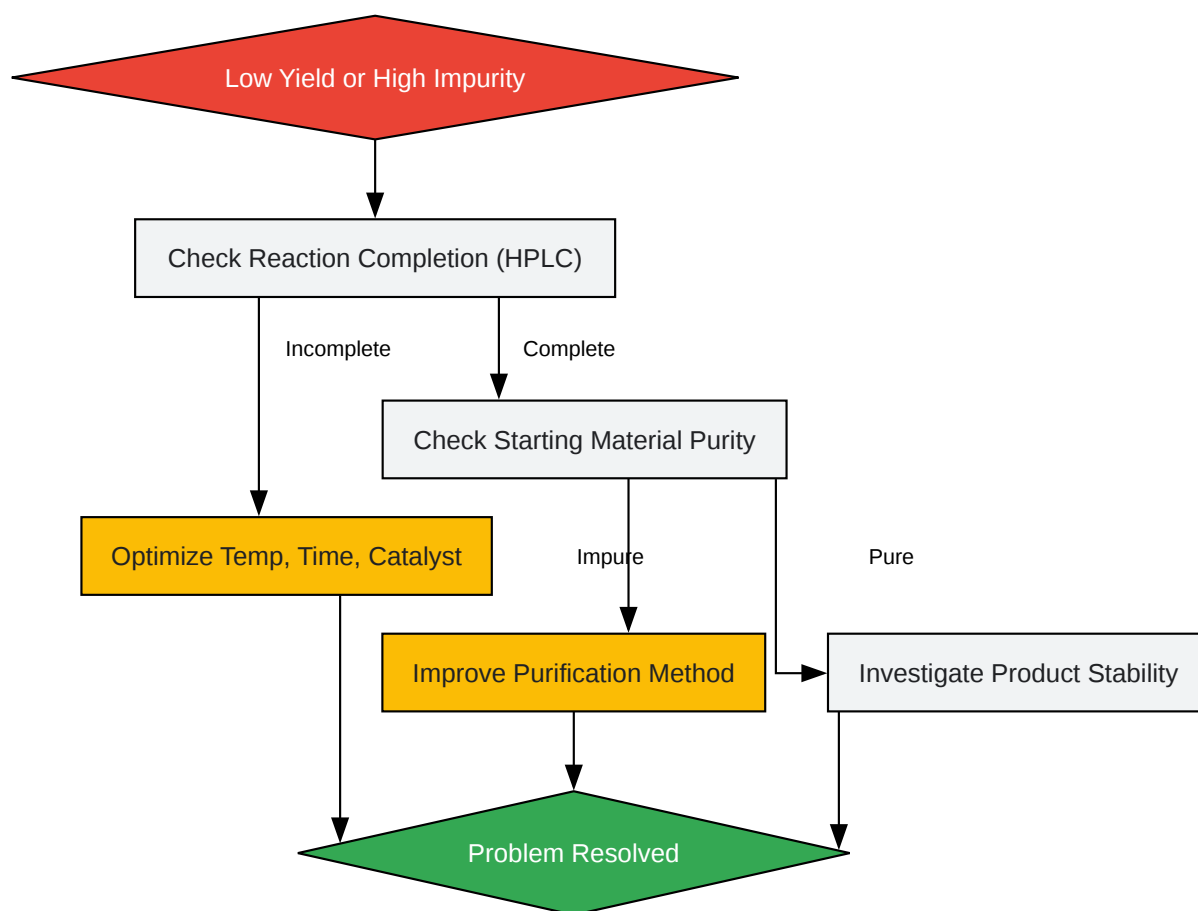 Low Yield or High Impurity
Check Reaction Completion (HPLC)
Incomplete
Complete
Check Starting Material Purity
Optimize Temp, Time, Catalyst
Impure
Pure
Improve Purification Method
Investigate Product Stability
Problem Resolved